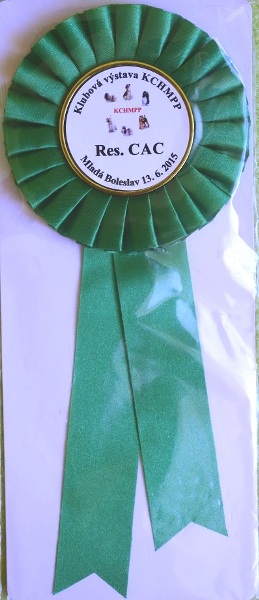 Klubová výstava KCHMPP
KCHMPP
Res. CAC
Mladá Boleslav 13. 6. 2015